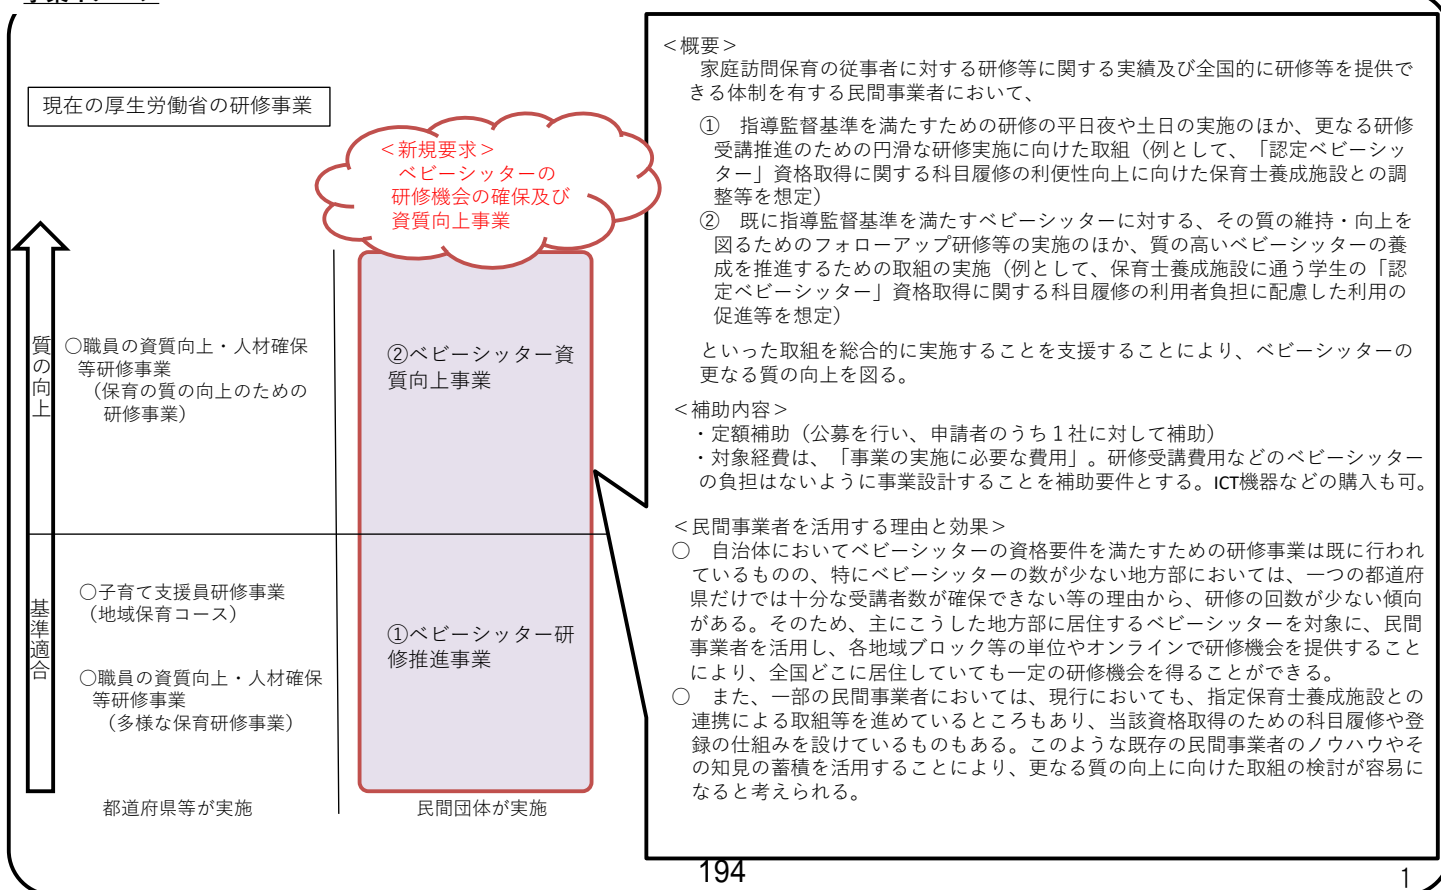 現在の厚生労働省の研修事業
＜新規要求＞
ベビーシッターの
研修機会の確保及び
資質向上事業
質の向上
○職員の資質向上・人材確保
等研修事業
（保育の質の向上のための
研修事業）
②ベビーシッター資
質向上事業
基準適合
○子育て支援員研修事業
（地域保育コース）
○職員の資質向上・人材確保
等研修事業
（多様な保育研修事業）
①ベビーシッター研
修推進事業
都道府県等が実施
民間団体が実施
＜概要＞
家庭訪問保育の従事者に対する研修等に関する実績及び全国的に研修等を提供で
きる体制を有する民間事業者において、
①　指導監督基準を満たすための研修の平日夜や土日の実施のほか、更なる研修
受講推進のための円滑な研修実施に向けた取組（例として、「認定ベビーシッ
ター」資格取得に関する科目履修の利便性向上に向けた保育士養成施設との調
整等を想定）
②　既に指導監督基準を満たすベビーシッターに対する、その質の維持・向上を
図るためのフォローアップ研修等の実施のほか、質の高いベビーシッターの養
成を推進するための取組の実施（例として、保育士養成施設に通う学生の「認
定ベビーシッター」資格取得に関する科目履修の利用者負担に配慮した利用の
促進等を想定）
といった取組を総合的に実施することを支援することにより、ベビーシッターの
更なる質の向上を図る。
＜補助内容＞
・定額補助（公募を行い、申請者のうち１社に対して補助）
・対象経費は、「事業の実施に必要な費用」。研修受講費用などのベビーシッター
の負担はないように事業設計することを補助要件とする。ICT機器などの購入も可。
＜民間事業者を活用する理由と効果＞
○　自治体においてベビーシッターの資格要件を満たすための研修事業は既に行われ
ているものの、特にベビーシッターの数が少ない地方部においては、一つの都道府
県だけでは十分な受講者数が確保できない等の理由から、研修の回数が少ない傾向
がある。そのため、主にこうした地方部に居住するベビーシッターを対象に、民間
事業者を活用し、各地域ブロック等の単位やオンラインで研修機会を提供すること
により、全国どこに居住していても一定の研修機会を得ることができる。
○　また、一部の民間事業者においては、現行においても、指定保育士養成施設との
連携による取組等を進めているところもあり、当該資格取得のための科目履修や登
録の仕組みを設けているものもある。このような既存の民間事業者のノウハウやそ
の知見の蓄積を活用することにより、更なる質の向上に向けた取組の検討が容易に
なると考えられる。
194
1